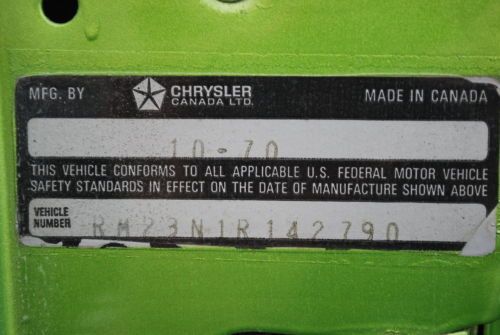 MFG. BY CHRYSLER CANADA LTD. MADE IN CANADA
10-70
THIS VEHICLE CONFORMS TO ALL APPLICABLE U.S. FEDERAL MOTOR VEHICLE
SAFETY STANDARDS IN EFFECT ON THE DATE OF MANUFACTURE SHOWN ABOVE
VEHICLE NUMBER RM23N1R142790